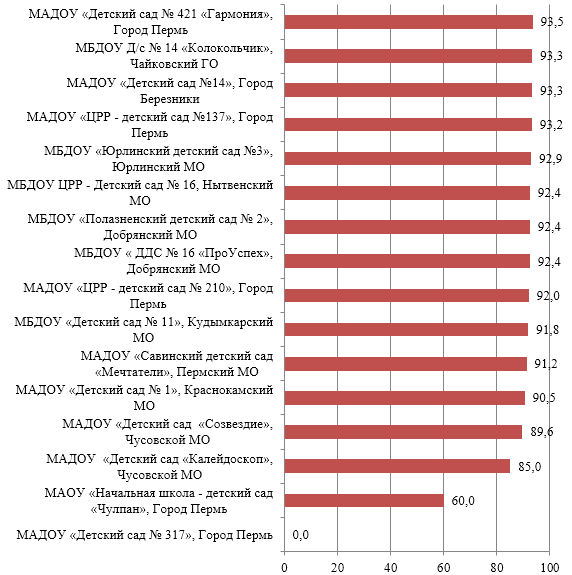 МАДОУ «Детский сад № 421 «Гармония»,
Город Пермь
93,5
МБДОУ Д/с № 14 «Колокольчик»,
Чайковский ГО
93,3
МАДОУ «Детский сад №14», Город
Березники
93,3
МАДОУ «ЦРР - детский сад №137», Город
Пермь
93,2
МБДОУ «Юрлинский детский сад №3»,
Юрлинский МО
92,9
МБДОУ ЦРР - Детский сад № 16, Нытвенский
МО
92,4
МБДОУ «Полазненский детский сад № 2»,
Добрянский МО
92,4
МБДОУ « ДДС № 16 «ПроУспех»,
Добрянский МО
92,4
МАДОУ «ЦРР - детский сад № 210», Город
Пермь
92,0
МБДОУ «Детский сад № 11», Кудымкарский
МО
91,8
МАДОУ «Савинский детский сад
«Мечтатели», Пермский МО
91,2
МАДОУ «Детский сад № 1», Краснокамский
МО
90,5
МАДОУ «Детский сад  «Созвездие»,
Чусовской МО
89,6
МАДОУ  «Детский сад «Калейдоскоп»,
Чусовской МО
85,0
МАОУ «Начальная школа - детский сад
«Чулпан», Город Пермь
60,0
МАДОУ «Детский сад № 317», Город Пермь
0,0
0 20 40 60 80 100